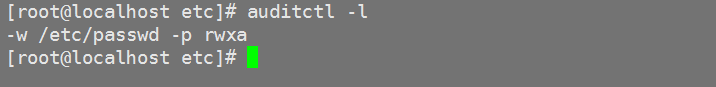 [root@localhost etc]# auditctl -l
-w /etc/passwd -p rwxa
[root@localhost etc]#